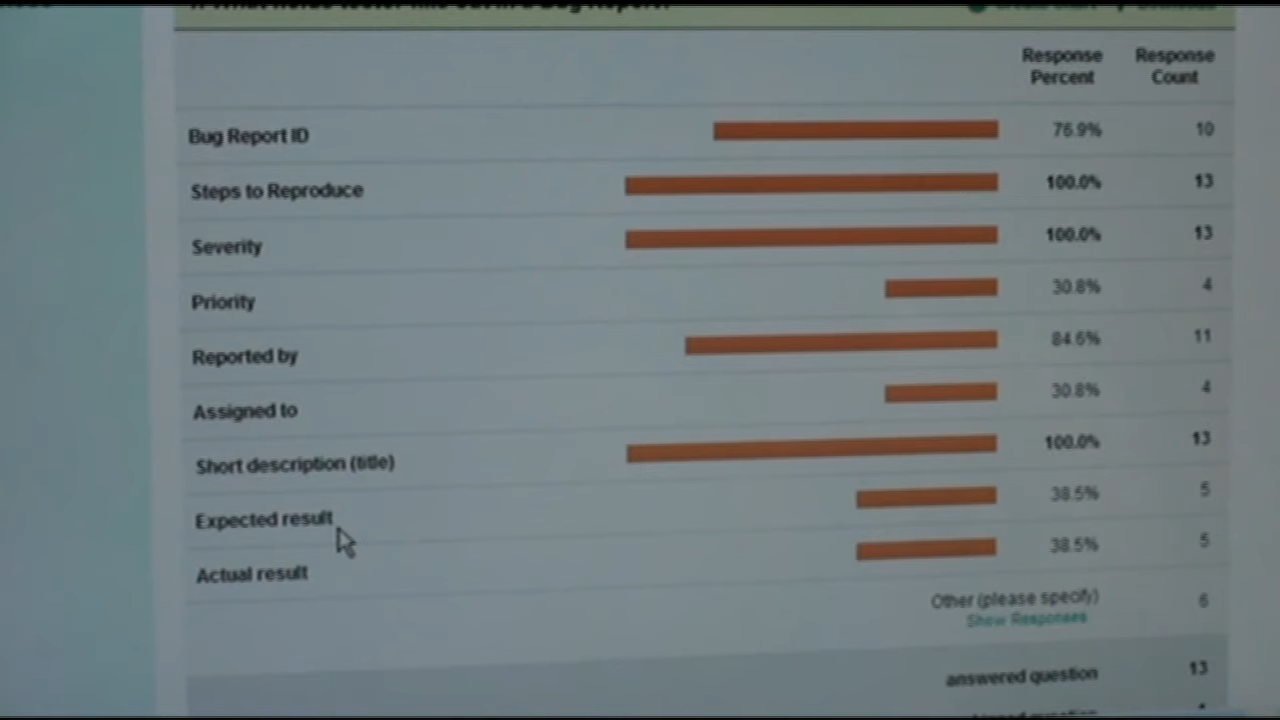 Response Percent Response Count
Bug Report ID 76.9% 10
Steps to Reproduce 100.0% 13
Severity 100.0% 13
Priority 30.8% 4
Reported by 84.6% 11
Assigned to 30.8% 4
Short description (title) 100.0% 13
Expected result 38.5% 5
Actual result 38.5% 5
Other (please specify) 6
Show Responses
answered question 13